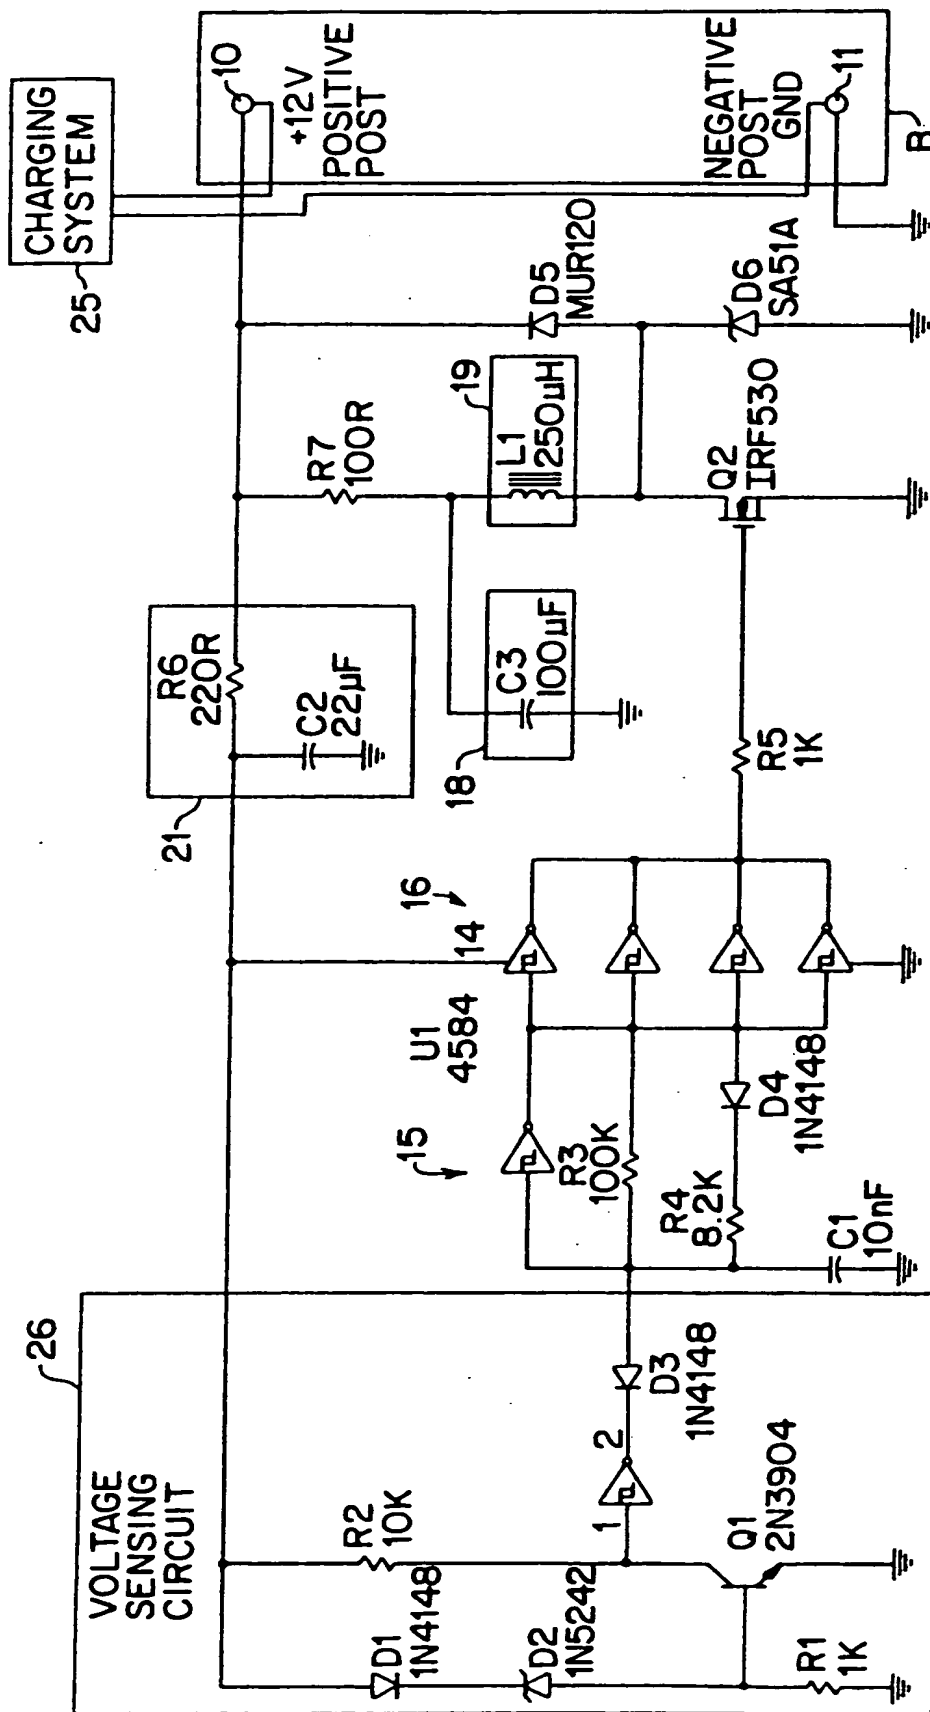 CHARGING
SYSTEM
25
10
+12V
POSITIVE
POST
NEGATIVE
POST
GND
11
B
D5
MUR120
D6
SA51A
R7
100R
19
L1
250µH
Q2
IRF530
R6
220R
C2
22µF
21
18
C3
100µF
R5
1K
16
14
U1
4584
15
R3
100K
D4
1N4148
R4
8.2K
C1
10nF
26
VOLTAGE
SENSING
CIRCUIT
D3
1N4148
2
1
R2
10K
Q1
2N3904
D1
1N4148
D2
1N5242
R1
1K